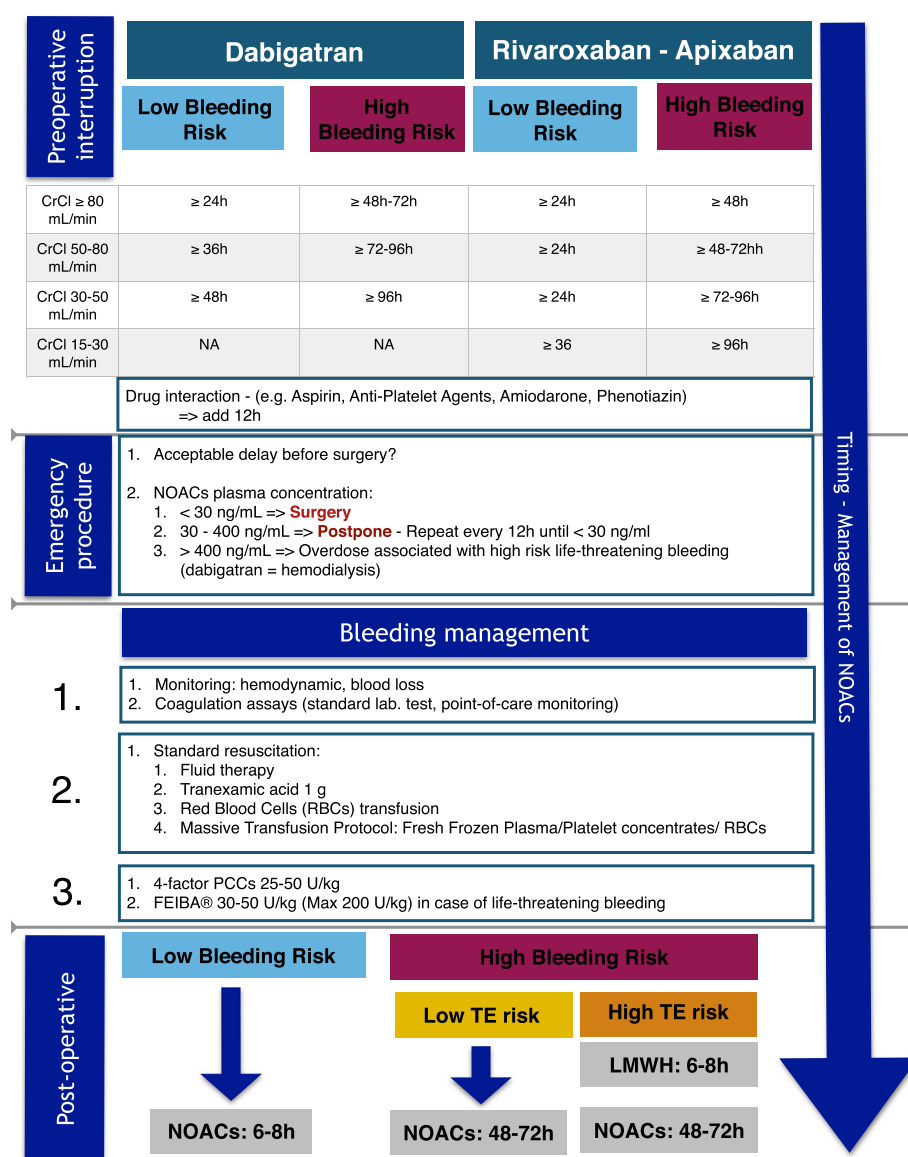 Preoperative
interruption
Dabigatran
Rivaroxaban - Apixaban
Low Bleeding
Risk
High
Bleeding Risk
Low Bleeding
Risk
High Bleeding
Risk
CrCl ≥ 80
mL/min
≥ 24h
≥ 48h-72h
≥ 24h
≥ 48h
CrCl 50-80
mL/min
≥ 36h
≥ 72-96h
≥ 24h
≥ 48-72hh
CrCl 30-50
mL/min
≥ 48h
≥ 96h
≥ 24h
≥ 72-96h
CrCl 15-30
mL/min
NA
NA
≥ 36
≥ 96h
Drug interaction - (e.g. Aspirin, Anti-Platelet Agents, Amiodarone, Phenotiazin)
=> add 12h
Timing - Management of NOACs
Emergency
procedure
1. Acceptable delay before surgery?
2. NOACs plasma concentration:
1. < 30 ng/mL => Surgery
2. 30 - 400 ng/mL => Postpone - Repeat every 12h until < 30 ng/ml
3. > 400 ng/mL => Overdose associated with high risk life-threatening bleeding
(dabigatran = hemodialysis)
Bleeding management
1.
1. Monitoring: hemodynamic, blood loss
2. Coagulation assays (standard lab. test, point-of-care monitoring)
2.
1. Standard resuscitation:
1. Fluid therapy
2. Tranexamic acid 1 g
3. Red Blood Cells (RBCs) transfusion
4. Massive Transfusion Protocol: Fresh Frozen Plasma/Platelet concentrates/ RBCs
3.
1. 4-factor PCCs 25-50 U/kg
2. FEIBA® 30-50 U/kg (Max 200 U/kg) in case of life-threatening bleeding
Post-operative
Low Bleeding Risk
High Bleeding Risk
Low TE risk
High TE risk
LMWH: 6-8h
NOACs: 6-8h
NOACs: 48-72h
NOACs: 48-72h